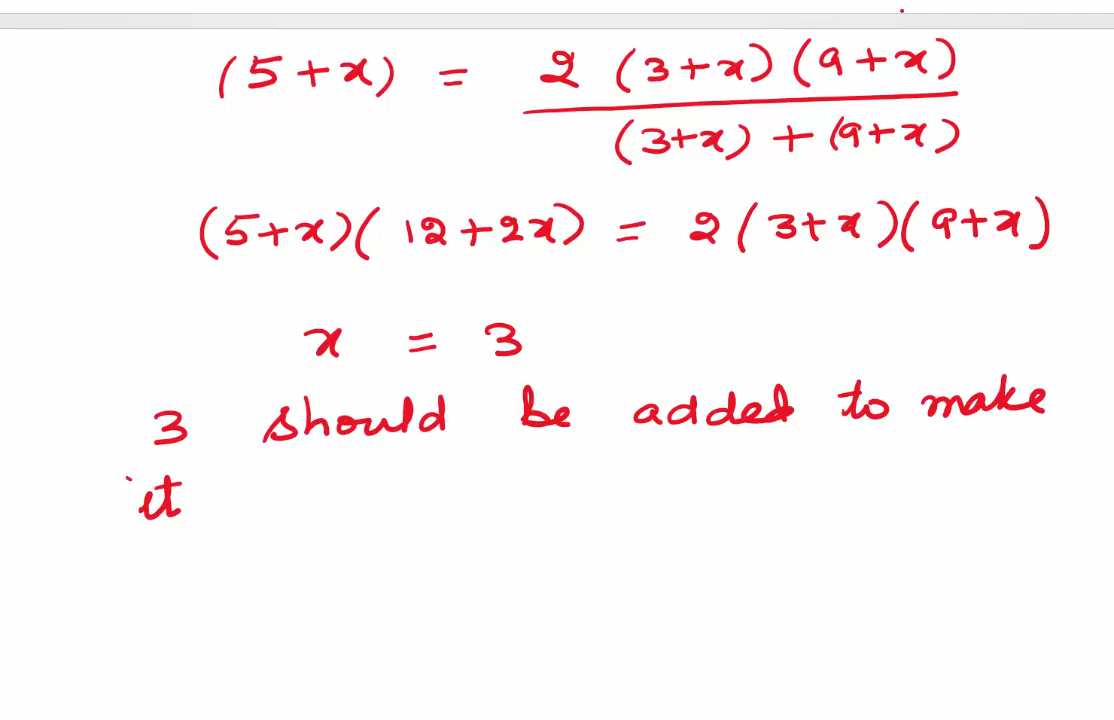 (5+x) = 2 (3+x) (9+x) / (3+x) + (9+x)
(5+x)(12+2x) = 2(3+x)(9+x)
x = 3
3 should be added to make
it